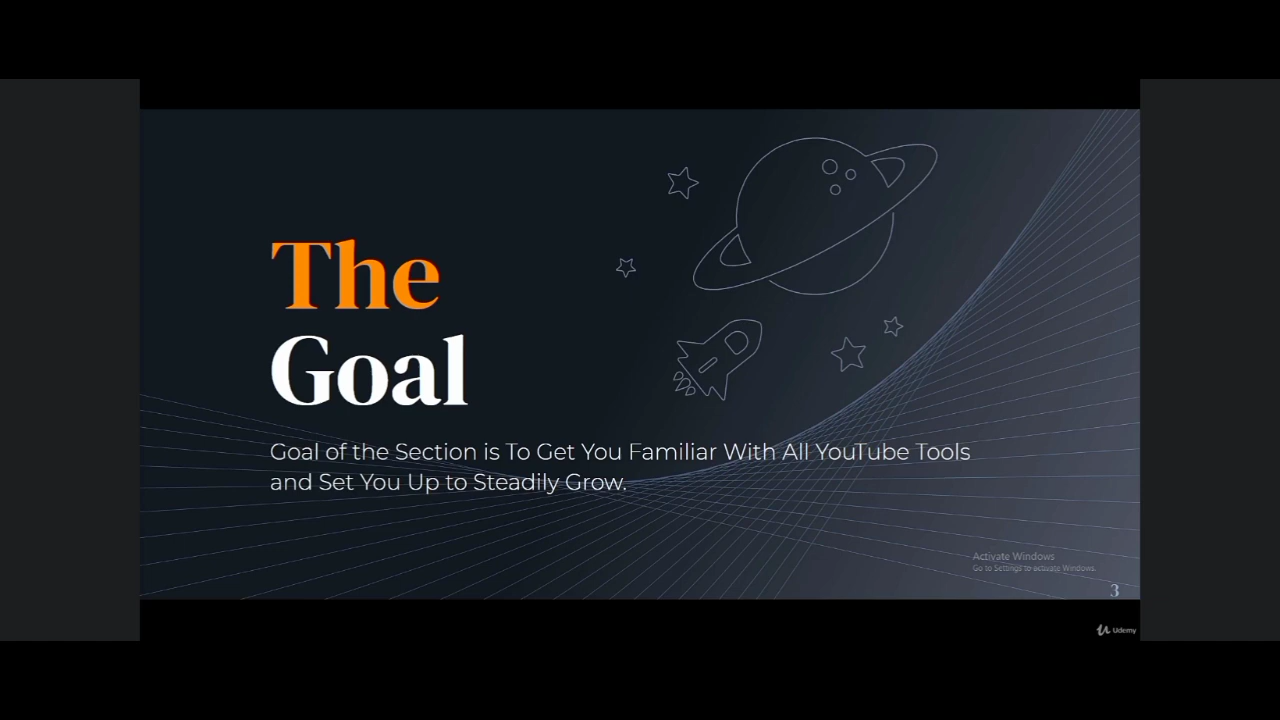 The
Goal
Goal of the Section is To Get You Familiar With All YouTube Tools
and Set You Up to Steadily Grow.
Activate Windows
Go to Settings to activate Windows.
3
Udemy